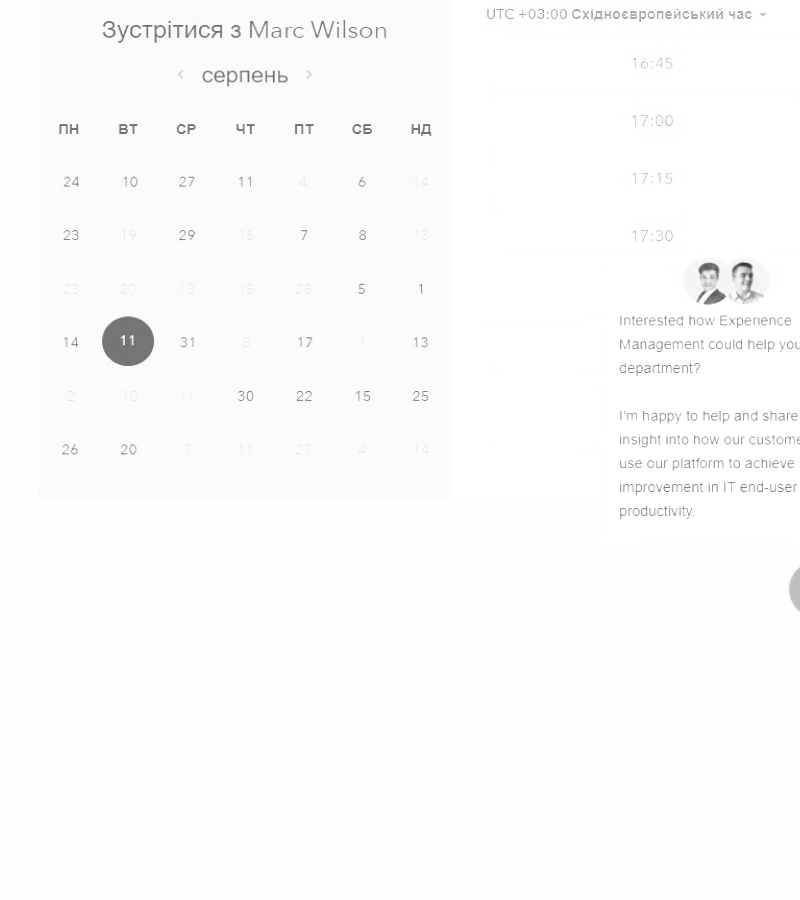 Зустрітися з Marc Wilson
серпень
ПН ВТ СР ЧТ ПТ СБ НД
24 10 27 11 4 6 14
23 19 29 15 7 8 13
23 20 13 15 28 5 1
14 11 31 8 17 1 13
2 10 11 30 22 15 25
26 20 7 11 27 4 14
UTC +03:00 Східноєвропейський час
16:45
17:00
17:15
17:30
Interested how Experience
Management could help you
department?
I'm happy to help and share
insight into how our custome
use our platform to achieve
improvement in IT end-user
productivity.